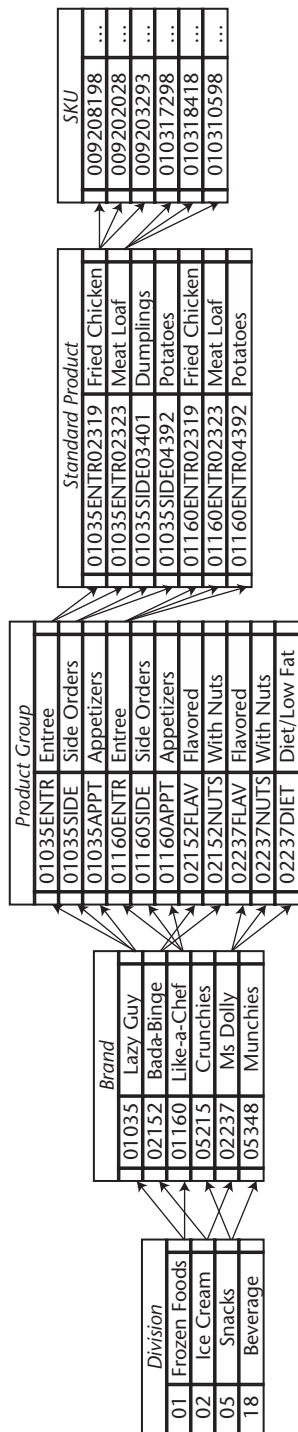 Division
01 Frozen Foods
02 Ice Cream
05 Snacks
18 Beverage
Brand
01035 Lazy Guy
02152 Bada-Binge
01160 Like-a-Chef
05215 Crunchies
02237 Ms Dolly
05348 Munchies
Product Group
01035ENTR Entree
01035SIDE Side Orders
01035APPT Appetizers
01160ENTR Entree
01160SIDE Side Orders
01160APPT Appetizers
02152FLAV Flavored
02152NUTS With Nuts
02237FLAV Flavored
02237NUTS With Nuts
02237DIET Diet/Low Fat
Standard Product
01035ENTR02319 Fried Chicken
01035ENTR02323 Meat Loaf
01035SIDE03401 Dumplings
01035SIDE04392 Potatoes
01160ENTR02319 Fried Chicken
01160ENTR02323 Meat Loaf
01160ENTR04392 Potatoes
SKU
009208198 ...
009202028 ...
009203293 ...
010317298 ...
010318418 ...
010310598 ...